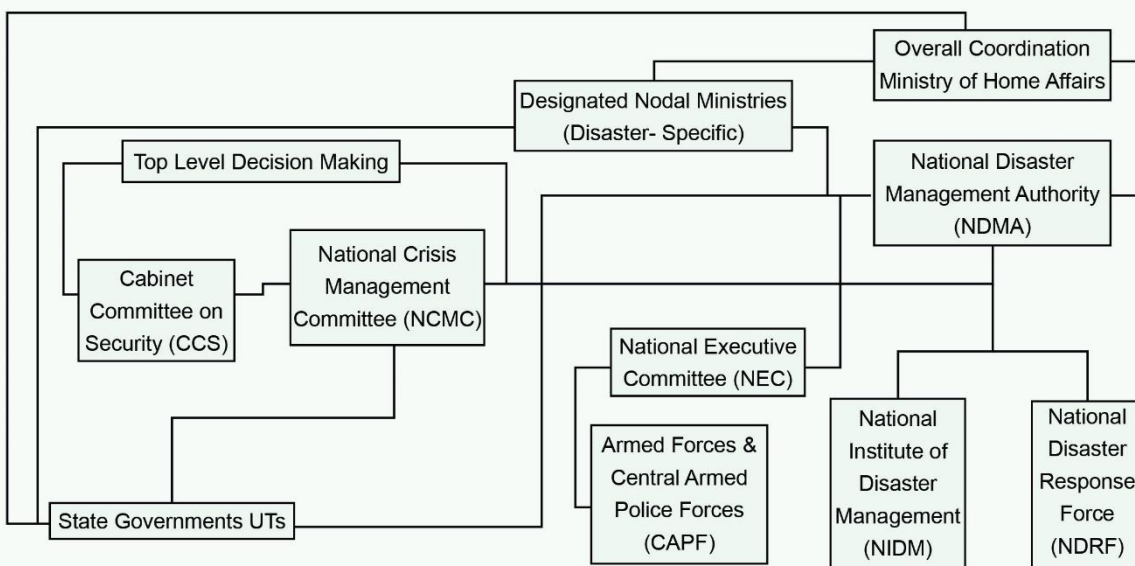 Overall Coordination
Ministry of Home Affairs
Designated Nodal Ministries
(Disaster- Specific)
Top Level Decision Making
National Disaster
Management Authority
(NDMA)
Cabinet
Committee on
Security (CCS)
National Crisis
Management
Committee (NCMC)
National Executive
Committee (NEC)
Armed Forces &
Central Armed
Police Forces
(CAPF)
National
Institute of
Disaster
Management
(NIDM)
National
Disaster
Response
Force
(NDRF)
State Governments UTs